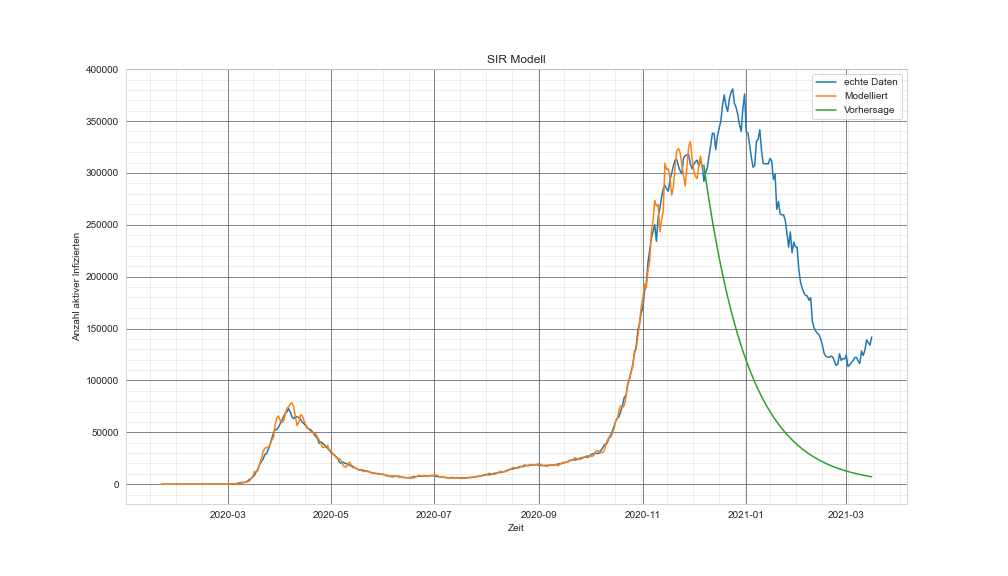 SIR Modell
400000
350000
300000
250000
200000
150000
100000
50000
0
Anzahl aktiver Infizierten
echte Daten
Modelliert
Vorhersage
2020-03 2020-05 2020-07 2020-09 2020-11 2021-01 2021-03
Zeit